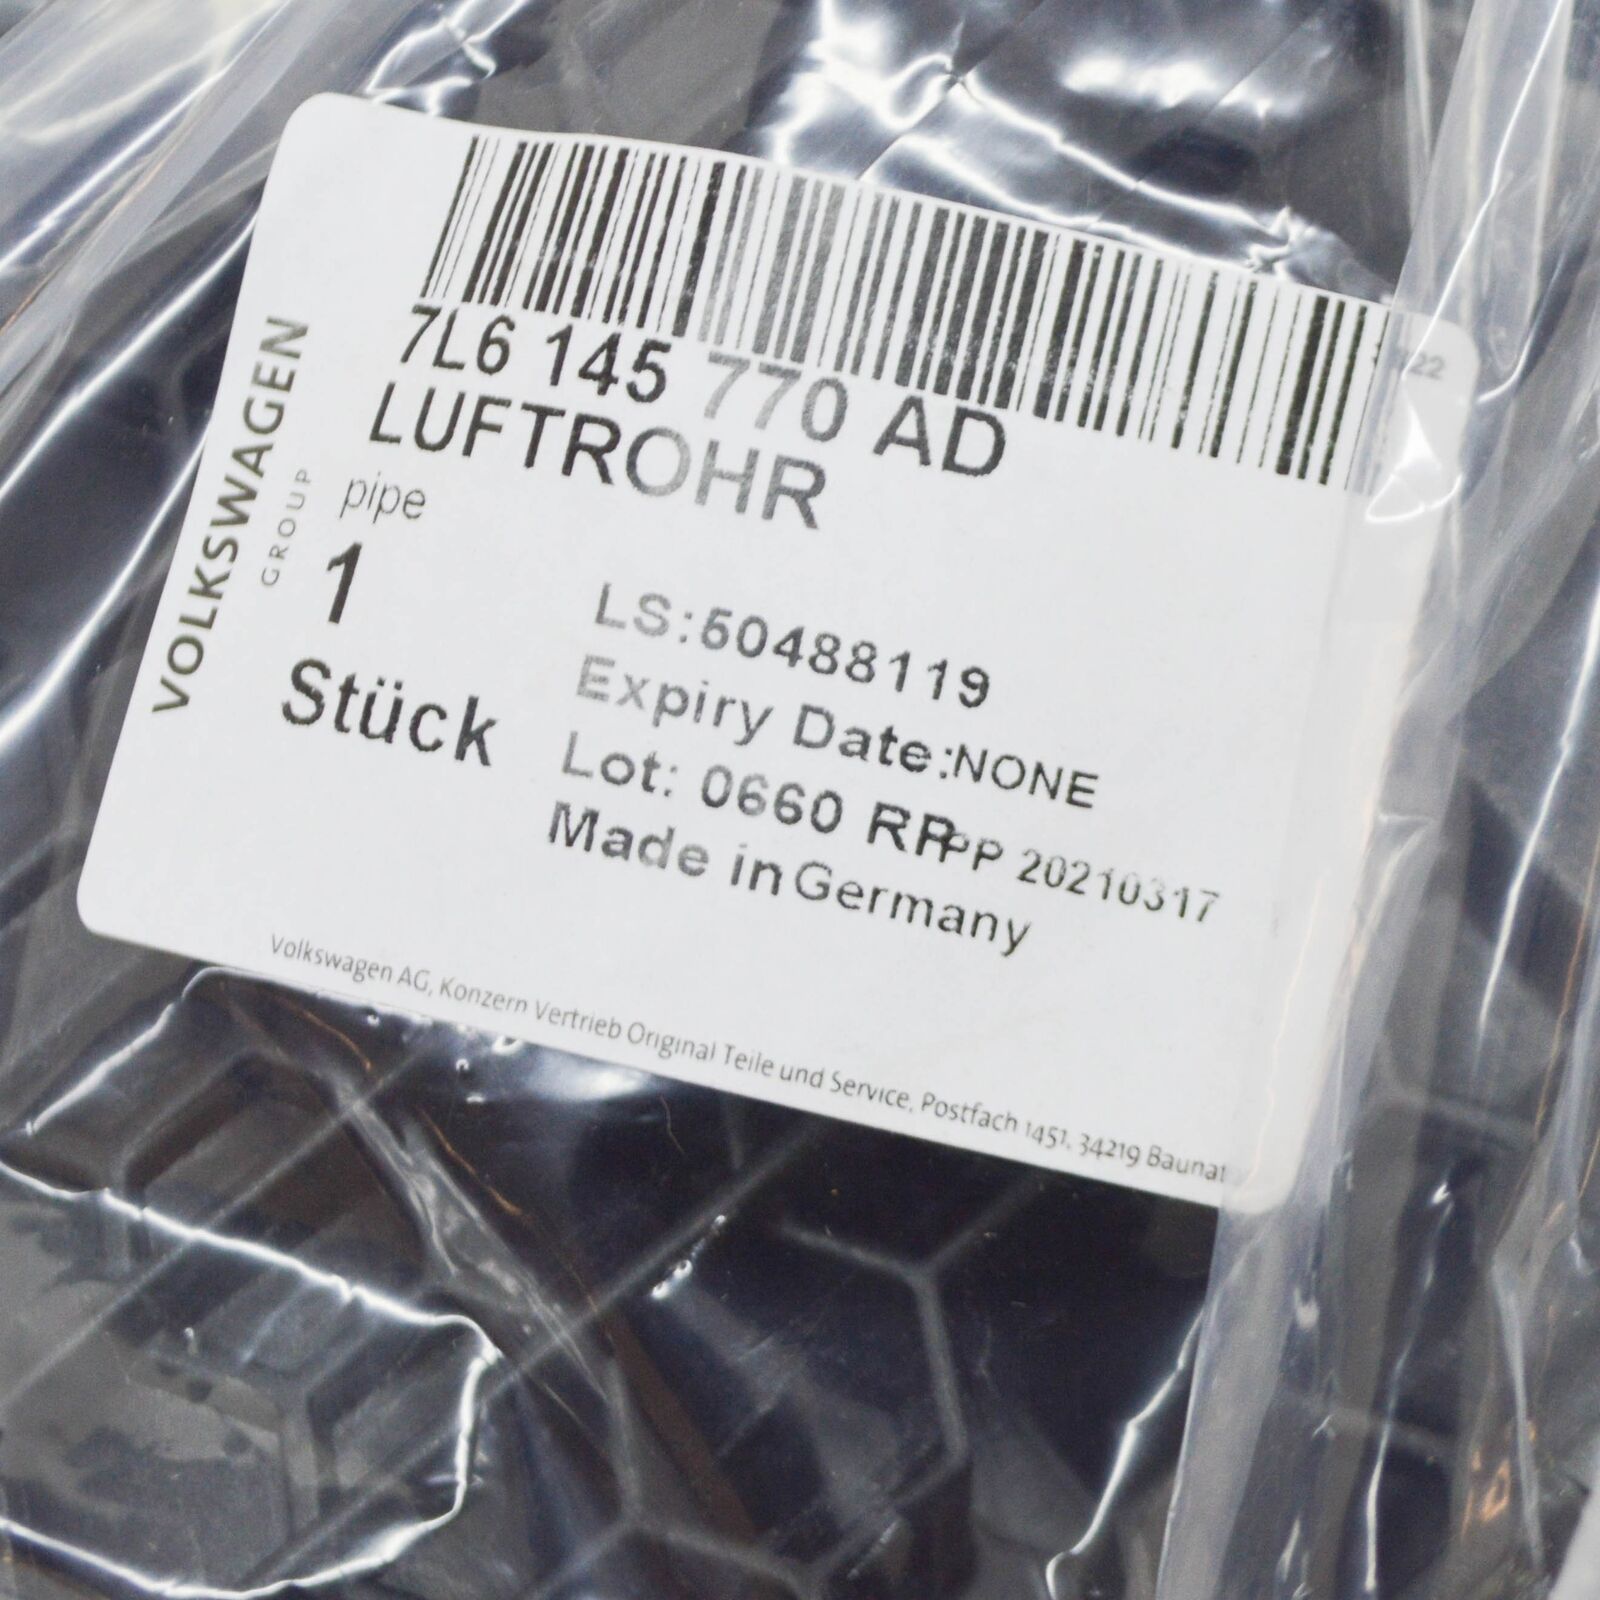 7L6 145 770 AD
LUFTROHR
pipe
1
Stück
VOLKSWAGEN
GROUP
LS:50488119
Expiry Date:NONE
Lot: 0660 RP PP 20210317
Made in Germany
Volkswagen AG, Konzern Vertrieb Original Teile und Service, Postfach 1451, 34219 Baunat